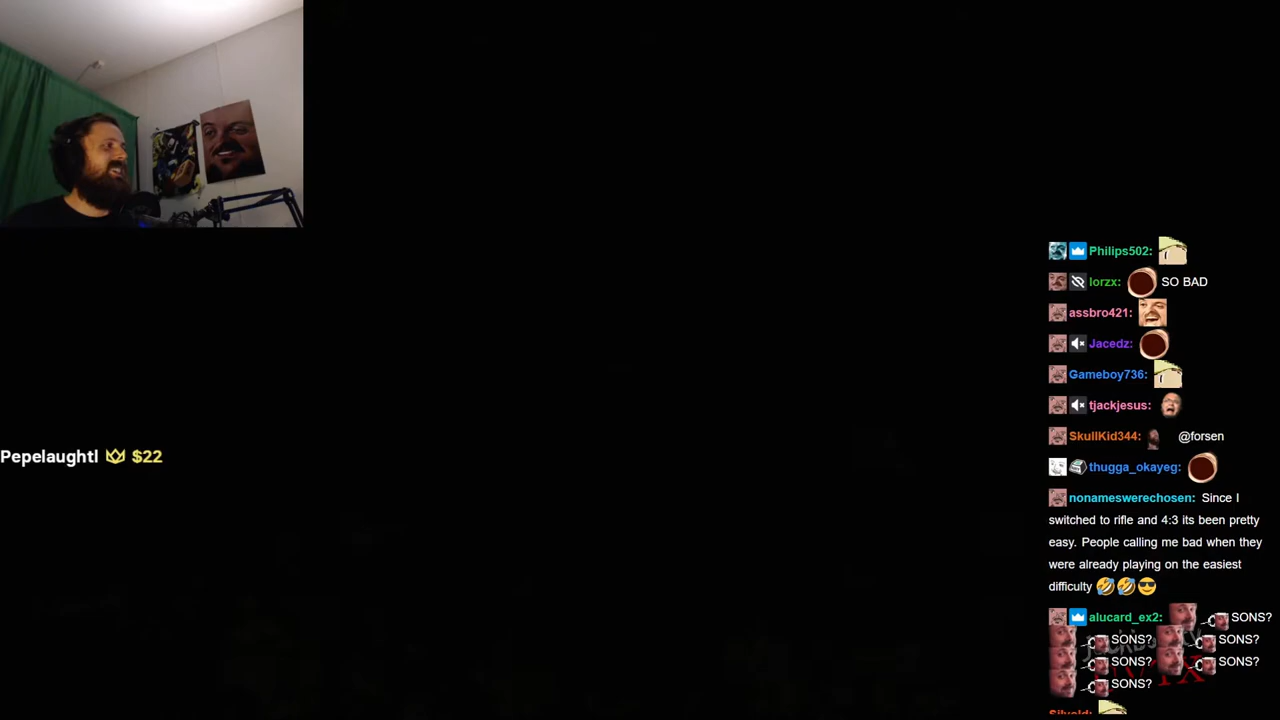 Philips502:
lorzx: SO BAD
assbro421:
Jacedz:
Gameboy736:
tjackjesus:
SkullKid344: @forsen
Pepelaughtl $22
thugga_okayeg:
nonameswerechosen: Since I
switched to rifle and 4:3 its been pretty
easy. People calling me bad when they
were already playing on the easiest
difficulty 🤣🤣😎
alucard_ex2: SONS?
SONS? SONS?
SONS? SONS?
SONS?